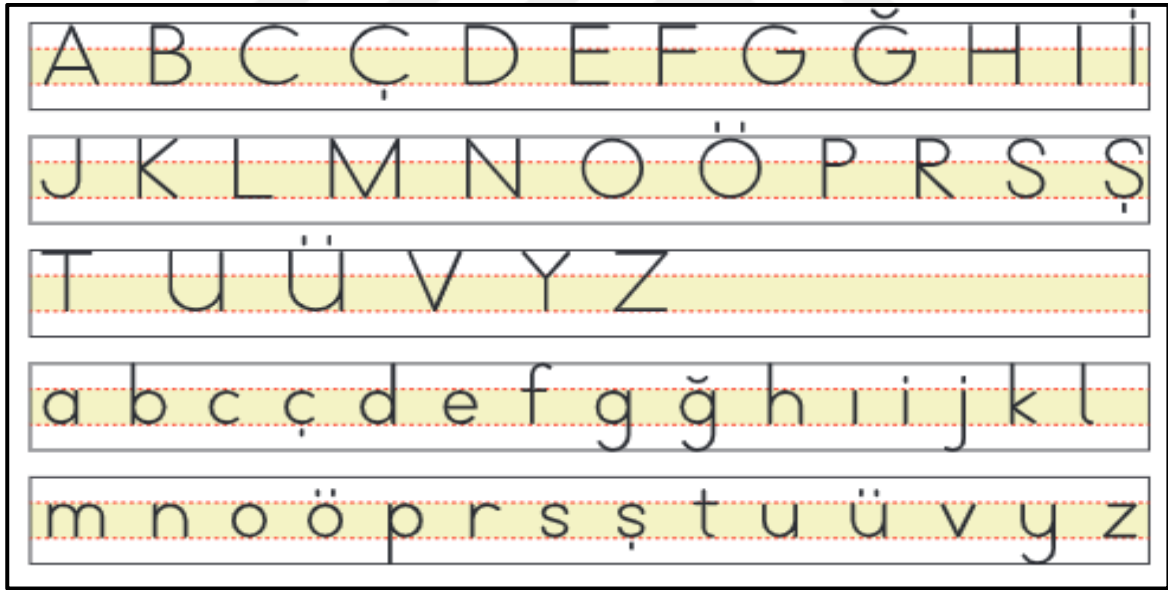 A B C Ç D E F G Ğ H I İ
J K L M N O Ö P R S Ş
T U Ü V Y Z
a b c ç d e f g ğ h ı i j k l
m n o ö p r s ş t u ü v y z